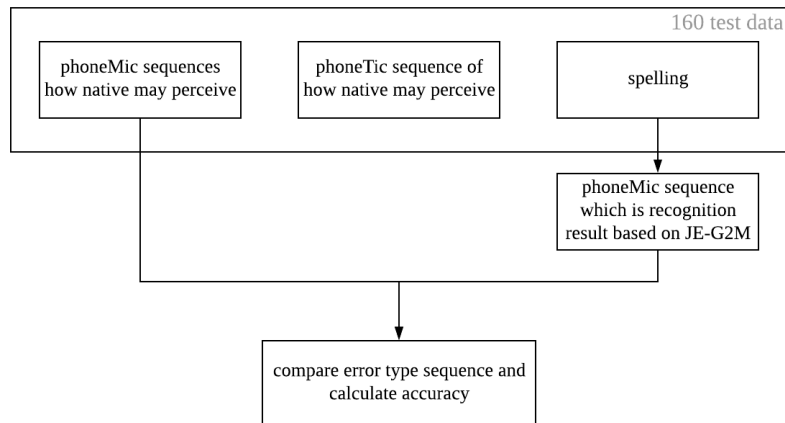 160 test data
phoneMic sequences
how native may perceive
phoneTic sequence of
how native may perceive
spelling
phoneMic sequence
which is recognition
result based on JE-G2M
compare error type sequence and
calculate accuracy